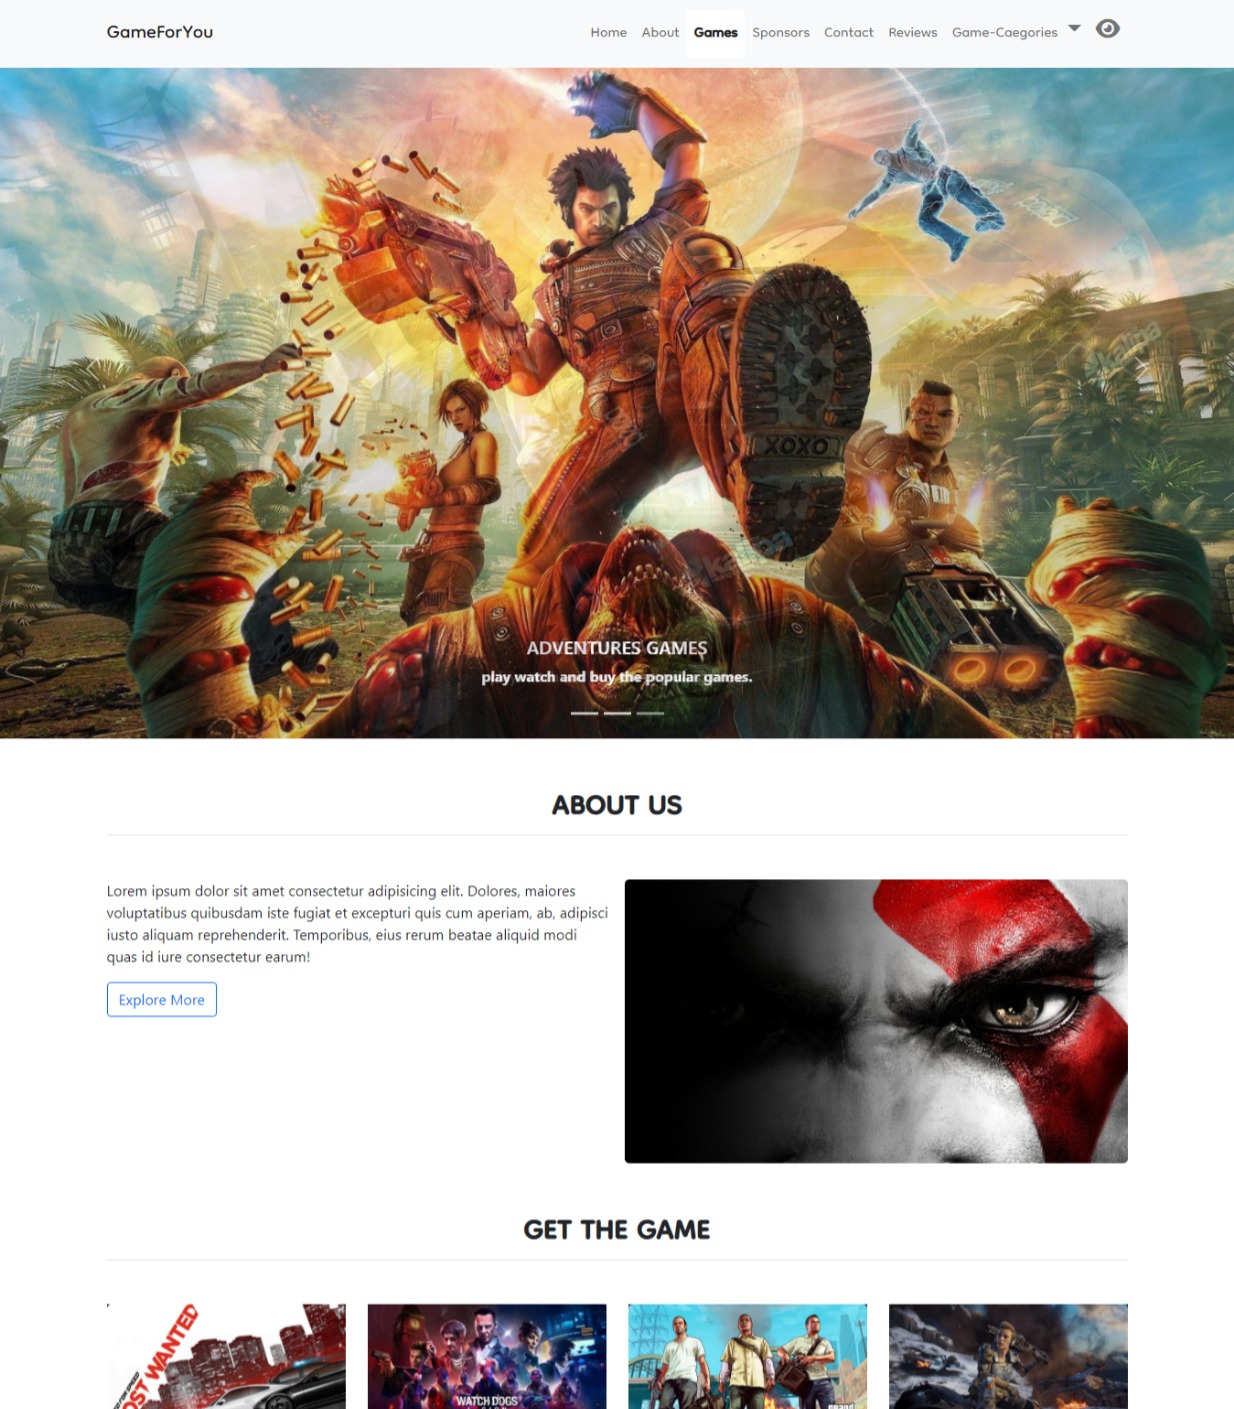 GameForYou
Home About Games Sponsors Contact Reviews Game-Caegories
kalina
XOXO
kalina
ADVENTURES GAMES
play watch and buy the popular games.
ABOUT US
Lorem ipsum dolor sit amet consectetur adipisicing elit. Dolores, maiores
voluptatibus quibusdam iste fugiat et excepturi quis cum aperiam, ab, adipisci
iusto aliquam reprehenderit. Temporibus, eius rerum beatae aliquid modi
quas id iure consectetur earum!
Explore More
GET THE GAME
WANTED
WATCH DOGS